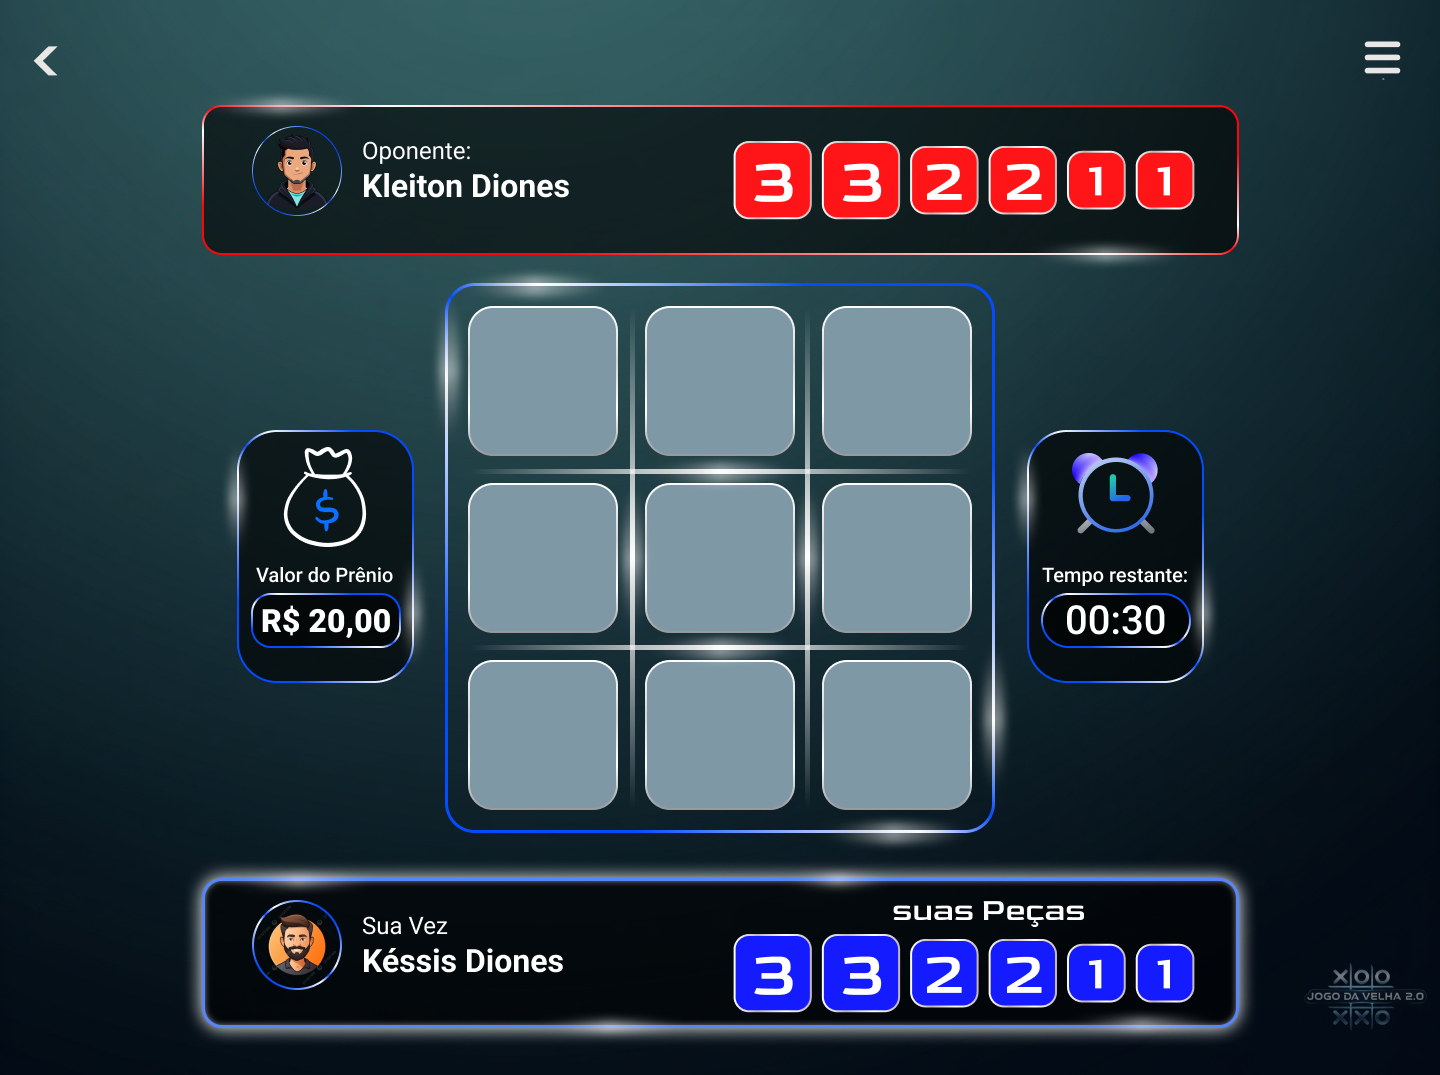 Oponente:
Kleiton Diones
3 3 2 2 1 1
Valor do Prênio
R$ 20,00
Tempo restante:
00:30
suas Peças
Sua Vez
Késsis Diones
3 3 2 2 1 1
XOO
JOGO DA VELHA 2.0
XXO